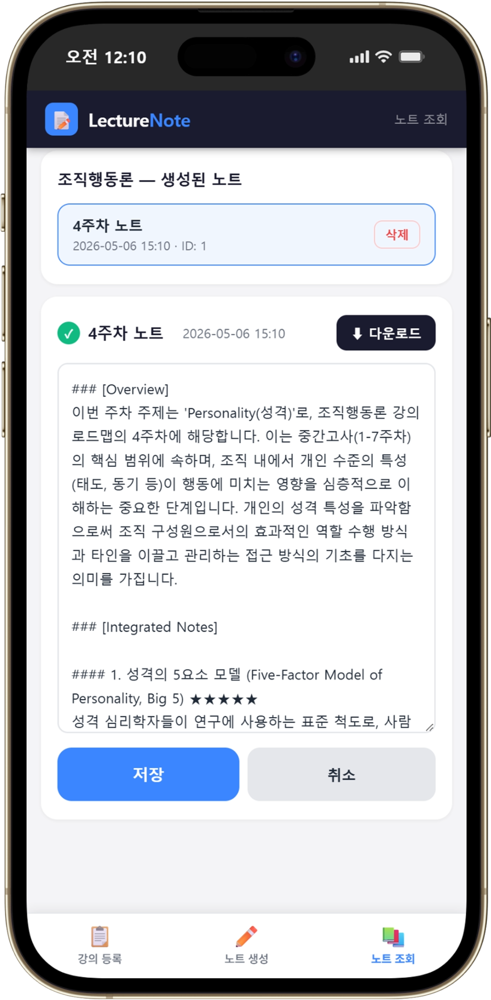 오전 12:10
LectureNote
노트 조회
조직행동론 — 생성된 노트
4주차 노트
2026-05-06 15:10 · ID: 1
삭제
4주차 노트
2026-05-06 15:10
다운로드
### [Overview]
이번 주차 주제는 'Personality(성격)'로, 조직행동론 강의
로드맵의 4주차에 해당합니다. 이는 중간고사(1-7주차)
의 핵심 범위에 속하며, 조직 내에서 개인 수준의 특성
(태도, 동기 등)이 행동에 미치는 영향을 심층적으로 이
해하는 중요한 단계입니다. 개인의 성격 특성을 파악함
으로써 조직 구성원으로서의 효과적인 역할 수행 방식
과 타인을 이끌고 관리하는 접근 방식의 기초를 다지는
의미를 가집니다.
### [Integrated Notes]
#### 1. 성격의 5요소 모델 (Five-Factor Model of
Personality, Big 5) ★★★★★
성격 심리학자들이 연구에 사용하는 표준 척도로, 사람
저장
취소
강의 등록
노트 생성
노트 조회